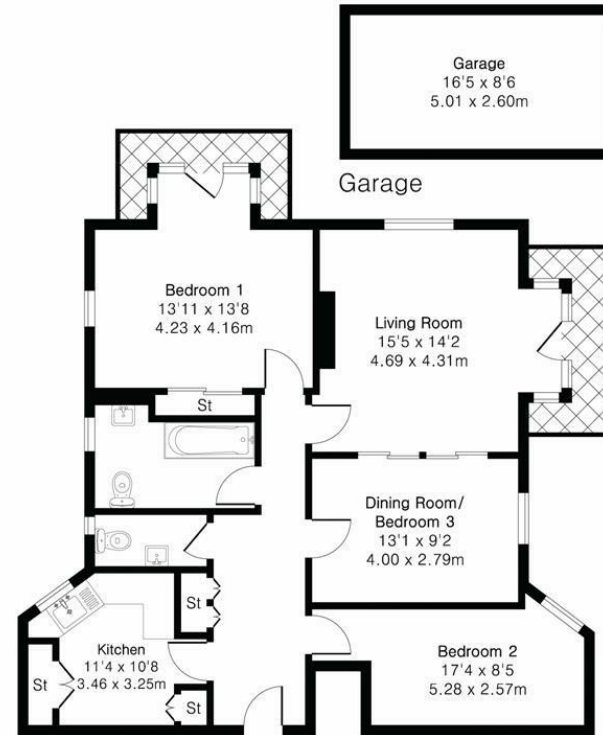 Garage
16'5 x 8'6
5.01 x 2.60m
Garage
Bedroom 1
13'11 x 13'8
4.23 x 4.16m
Living Room
15'5 x 14'2
4.69 x 4.31m
St
Dining Room/
Bedroom 3
13'1 x 9'2
4.00 x 2.79m
St
Kitchen
11'4 x 10'8
3.46 x 3.25m
St
St
Bedroom 2
17'4 x 8'5
5.28 x 2.57m